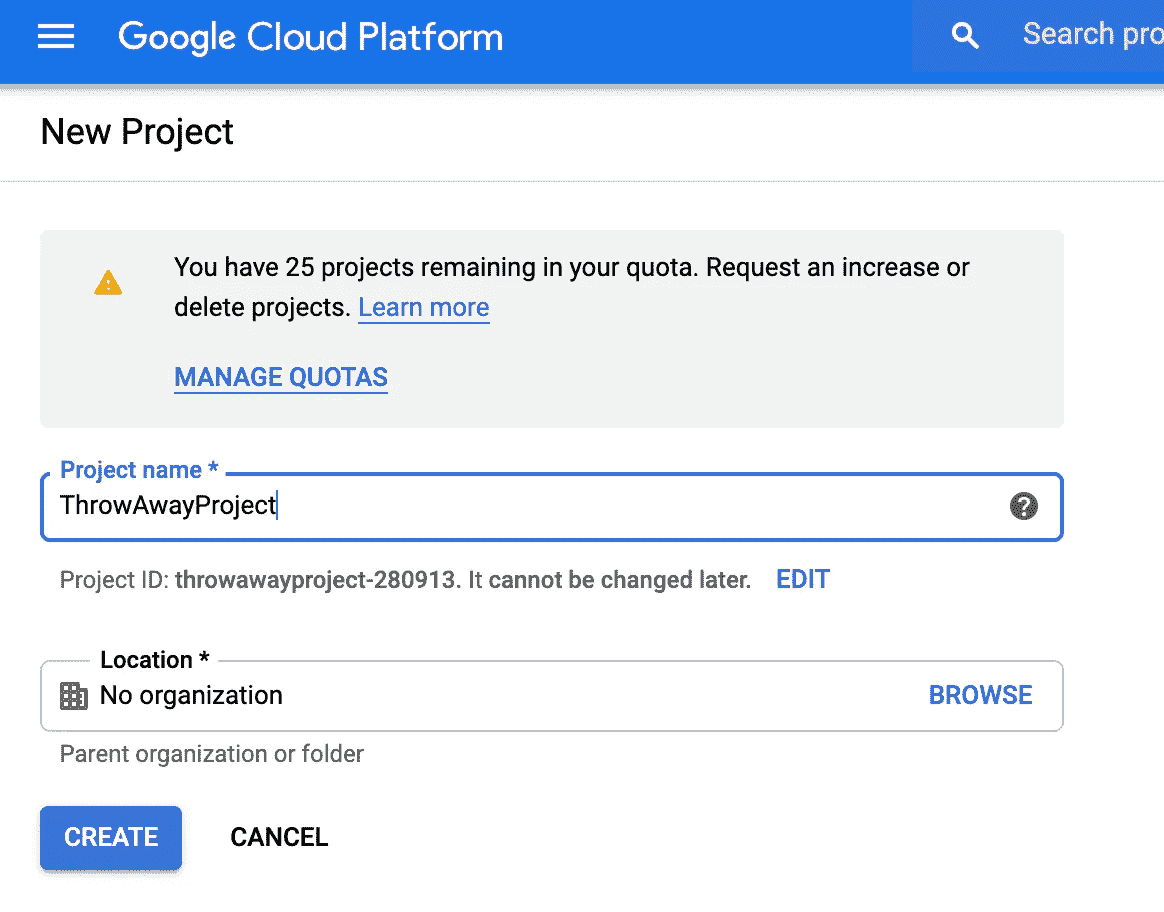 Google Cloud Platform
Search pro
New Project
You have 25 projects remaining in your quota. Request an increase or
delete projects. Learn more
MANAGE QUOTAS
Project name *
ThrowAwayProject
Project ID: throwawayproject-280913. It cannot be changed later. EDIT
Location *
No organization BROWSE
Parent organization or folder
CREATE CANCEL